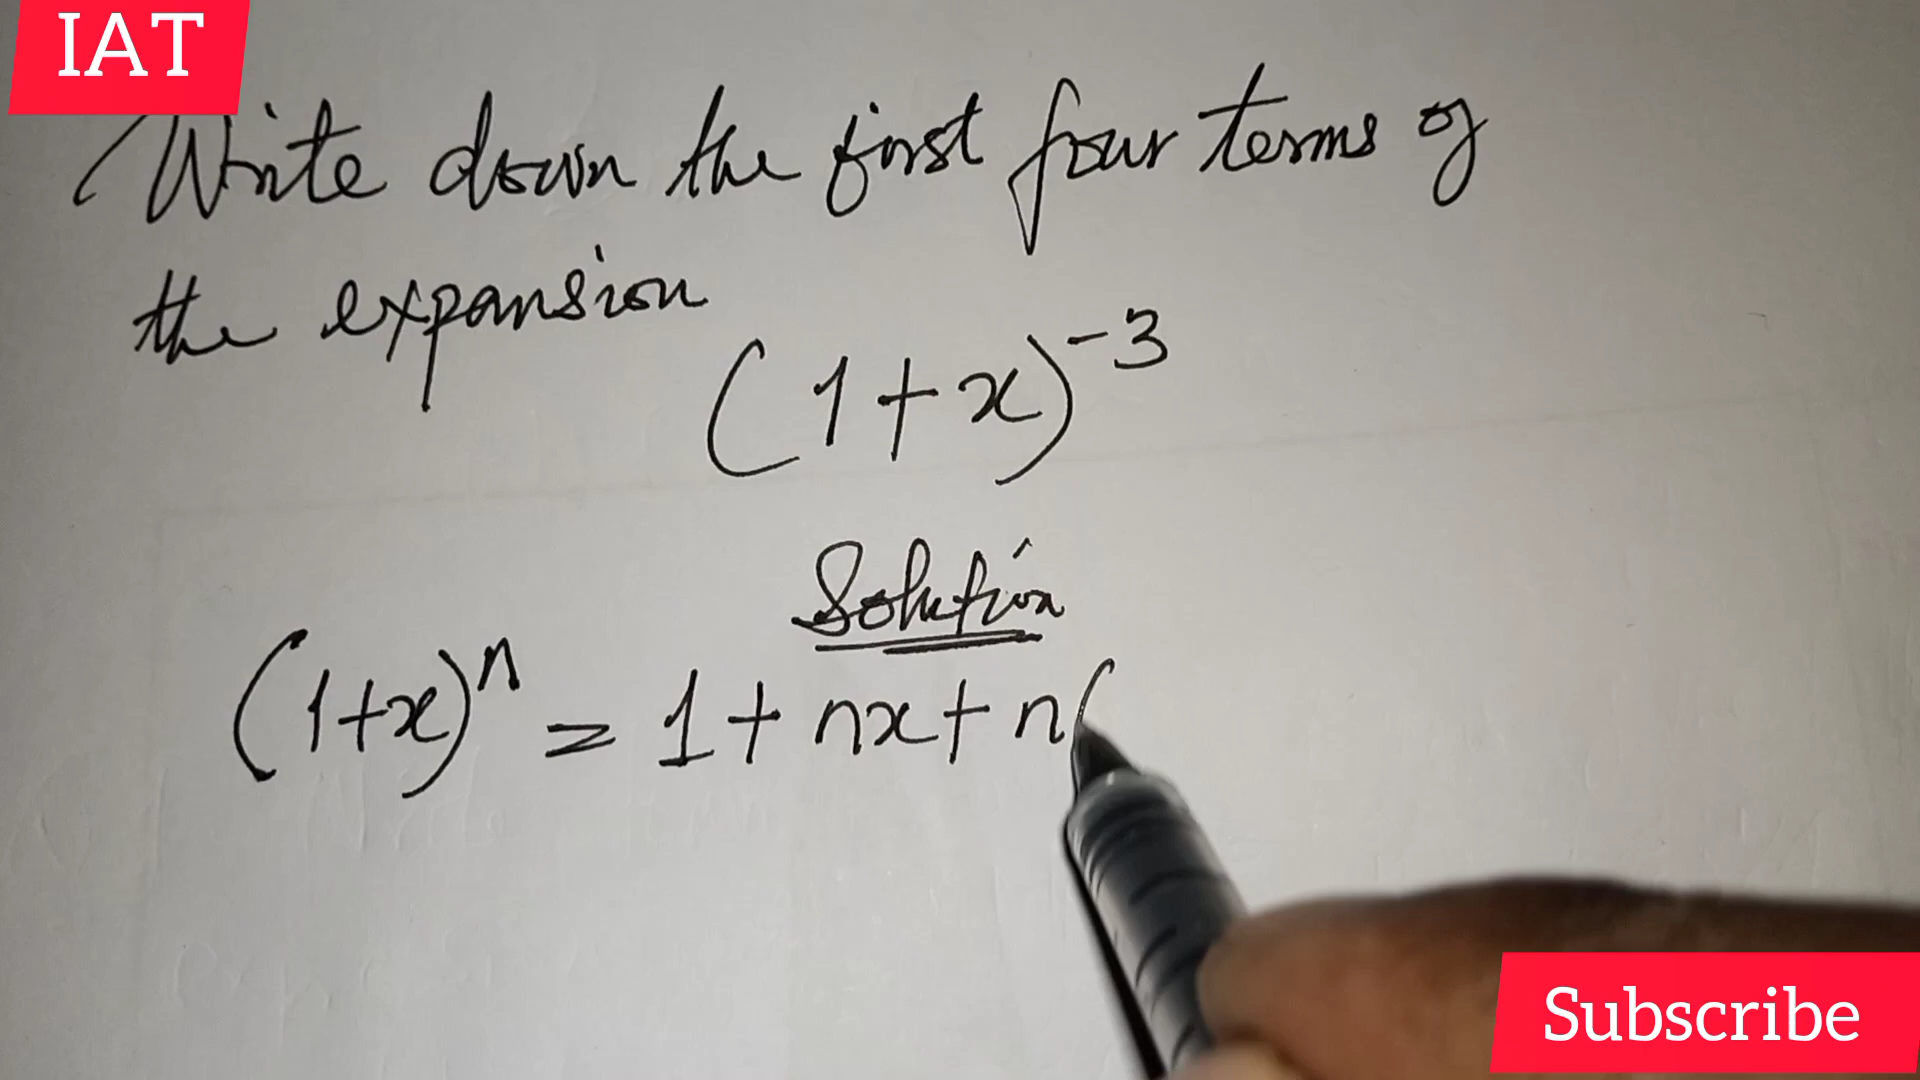 IAT
Write down the first four terms of
the expansion
(1+x)⁻³
Solution
(1+x)ⁿ = 1 + nx + n(
Subscribe